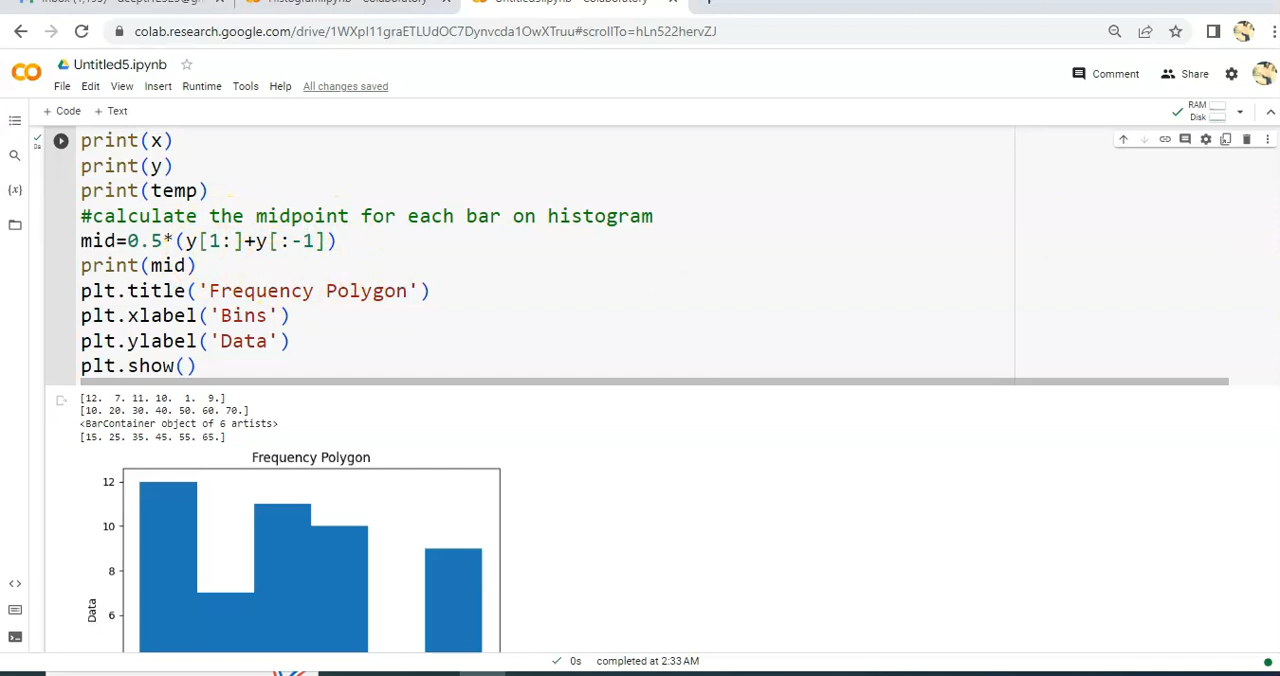 colab.research.google.com/drive/1WXpI11graETLUdOC7Dynvcda1OwXTruu#scrollTo=hLn522hervZJ
Untitled5.ipynb
File Edit View Insert Runtime Tools Help All changes saved
Comment Share
+ Code + Text
RAM
Disk
print(x)
print(y)
print(temp)
#calculate the midpoint for each bar on histogram
mid=0.5*(y[1:]+y[:-1])
print(mid)
plt.title('Frequency Polygon')
plt.xlabel('Bins')
plt.ylabel('Data')
plt.show()
[12. 7. 11. 10. 1. 9.]
[10. 20. 30. 40. 50. 60. 70.]
<BarContainer object of 6 artists>
[15. 25. 35. 45. 55. 65.]
Frequency Polygon
12
10
8
6
Data
0s completed at 2:33 AM